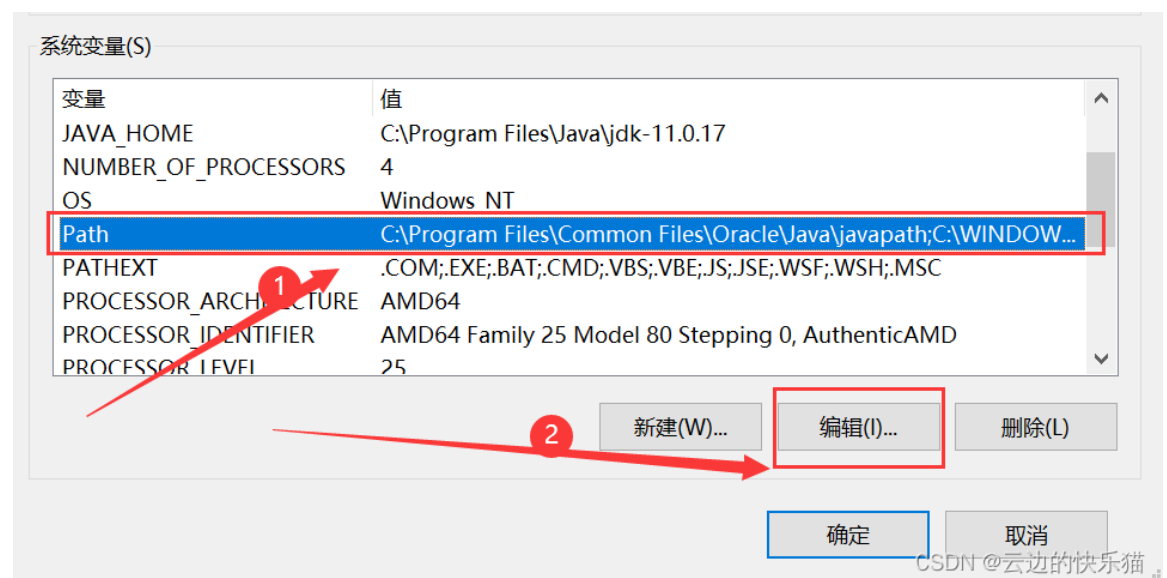 系统变量(S)
变量 值
JAVA_HOME C:\Program Files\Java\jdk-11.0.17
NUMBER_OF_PROCESSORS 4
OS Windows_NT
Path C:\Program Files\Common Files\Oracle\Java\javapath;C:\WINDOW...
PATHEXT .COM;.EXE;.BAT;.CMD;.VBS;.VBE;.JS;.JSE;.WSF;.WSH;.MSC
1
PROCESSOR_ARCHITECTURE AMD64
PROCESSOR_IDENTIFIER AMD64 Family 25 Model 80 Stepping 0, AuthenticAMD
PROCESSOR_LEVEL 25
2
新建(W)... 编辑(I)... 删除(L)
确定 取消
CSDN @云边的快乐猫